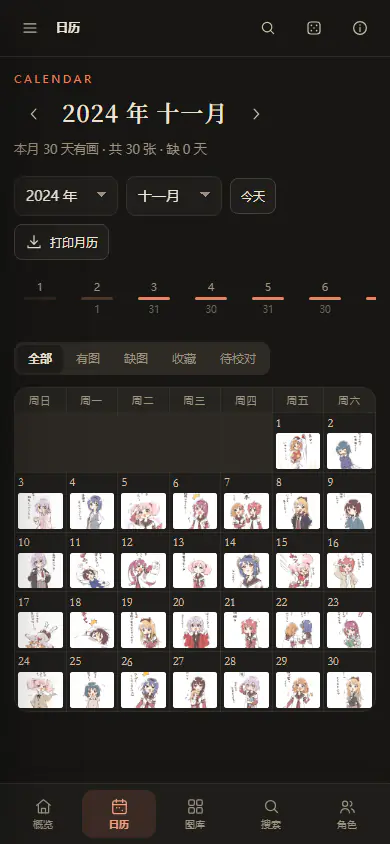 日历
CALENDAR
2024 年 十一月
本月 30 天有画 · 共 30 张 · 缺 0 天
2024 年 十一月 今天
打印月历
1 2 3 4 5 6
1 31 30 31 30
全部 有图 缺图 收藏 待校对
周日 周一 周二 周三 周四 周五 周六
1 2
3 4 5 6 7 8 9
10 11 12 13 14 15 16
17 18 19 20 21 22 23
24 25 26 27 28 29 30
概览 日历 图库 搜索 角色